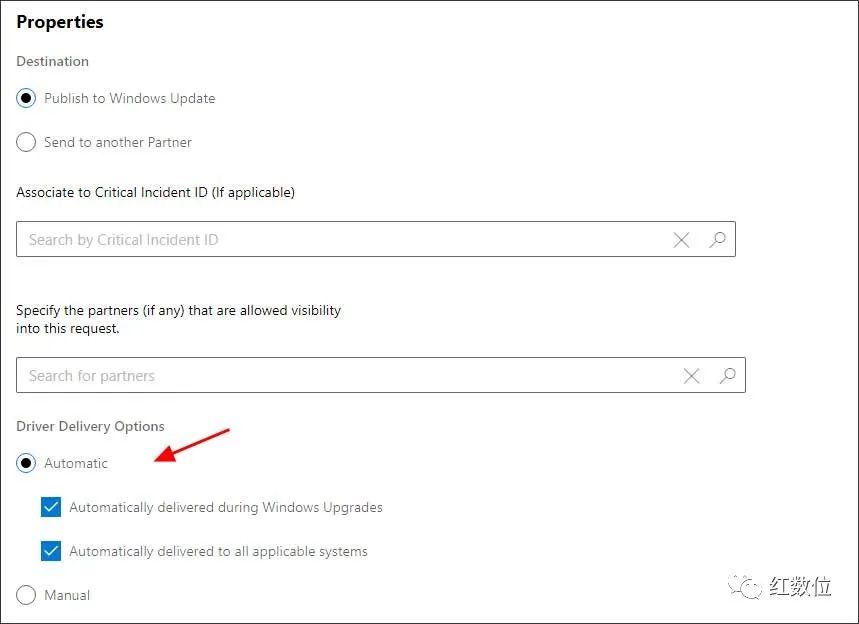 Properties
Destination
Publish to Windows Update
Send to another Partner
Associate to Critical Incident ID (If applicable)
Search by Critical Incident ID
Specify the partners (if any) that are allowed visibility
into this request.
Search for partners
Driver Delivery Options
Automatic
Automatically delivered during Windows Upgrades
Automatically delivered to all applicable systems
Manual
红数位